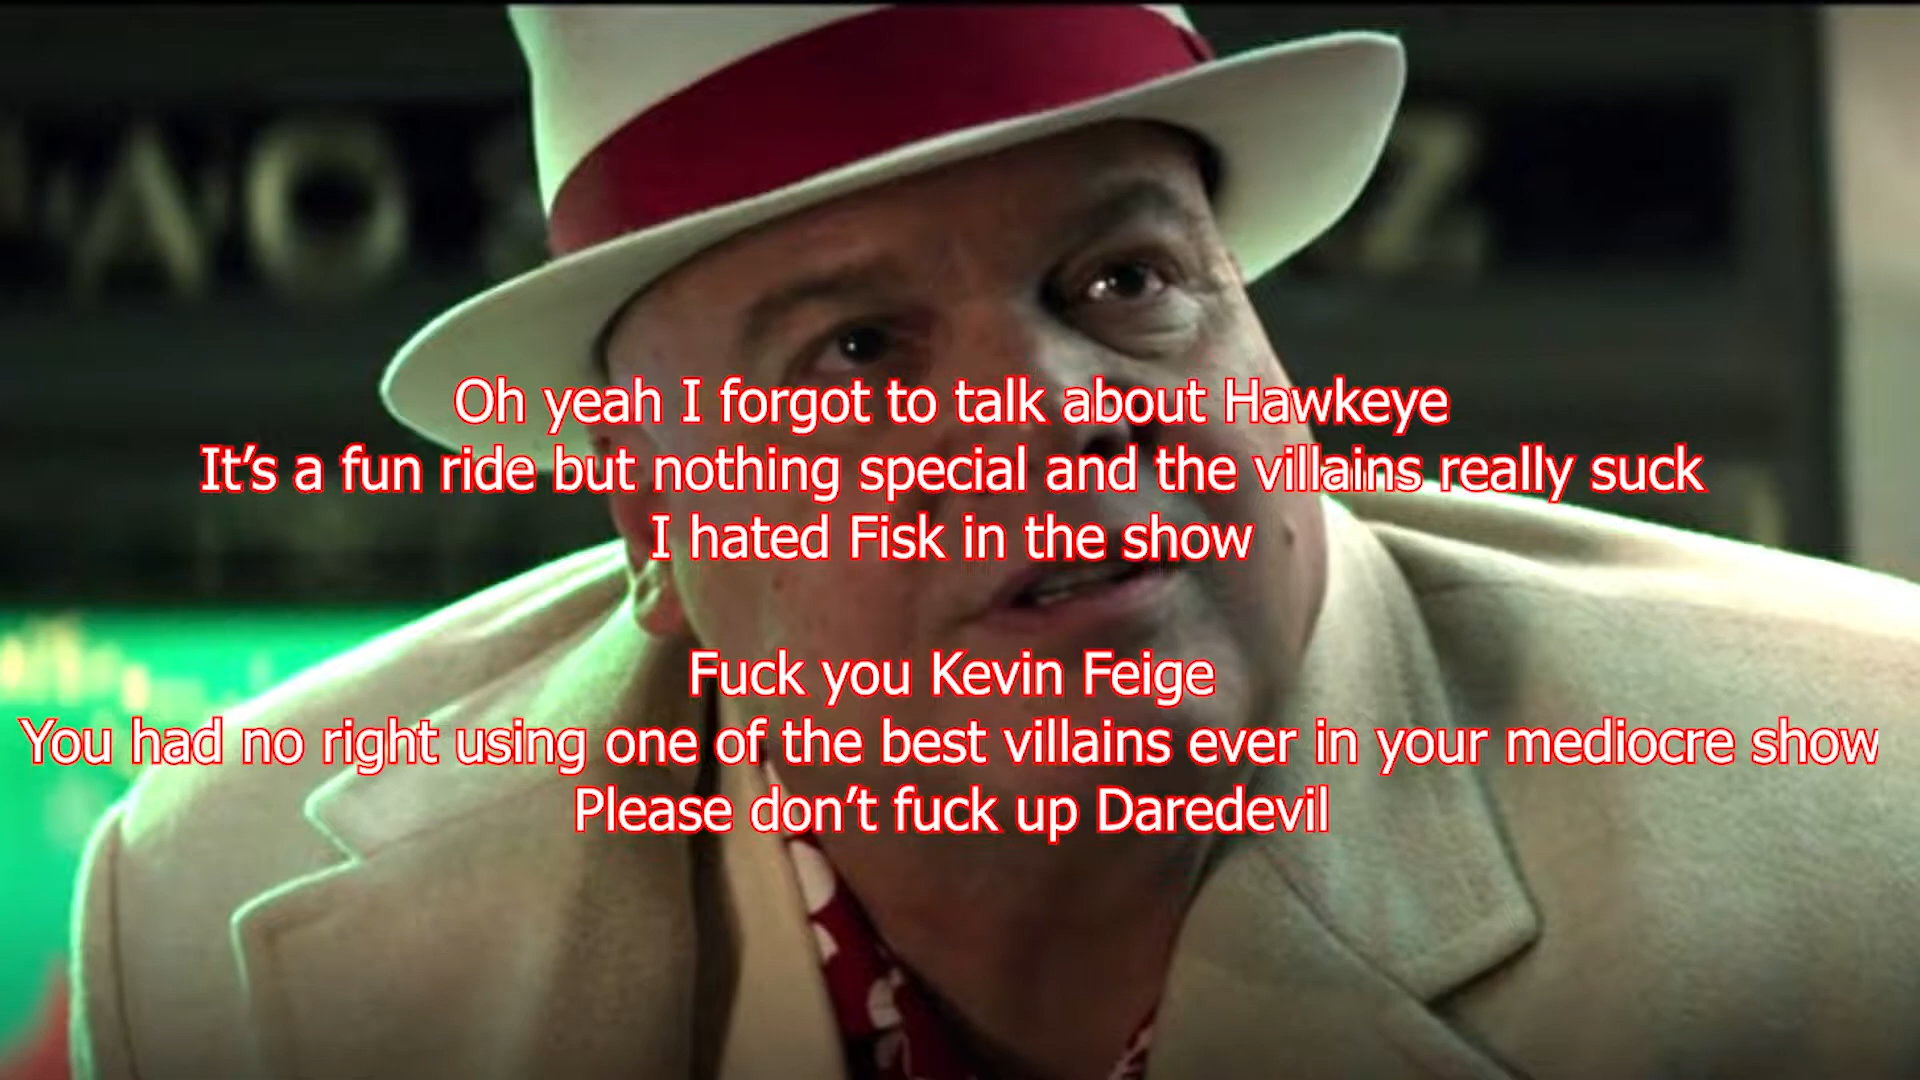 Oh yeah I forgot to talk about Hawkeye
It’s a fun ride but nothing special and the villains really suck
I hated Fisk in the show
Fuck you Kevin Feige
You had no right using one of the best villains ever in your mediocre show
Please don’t fuck up Daredevil